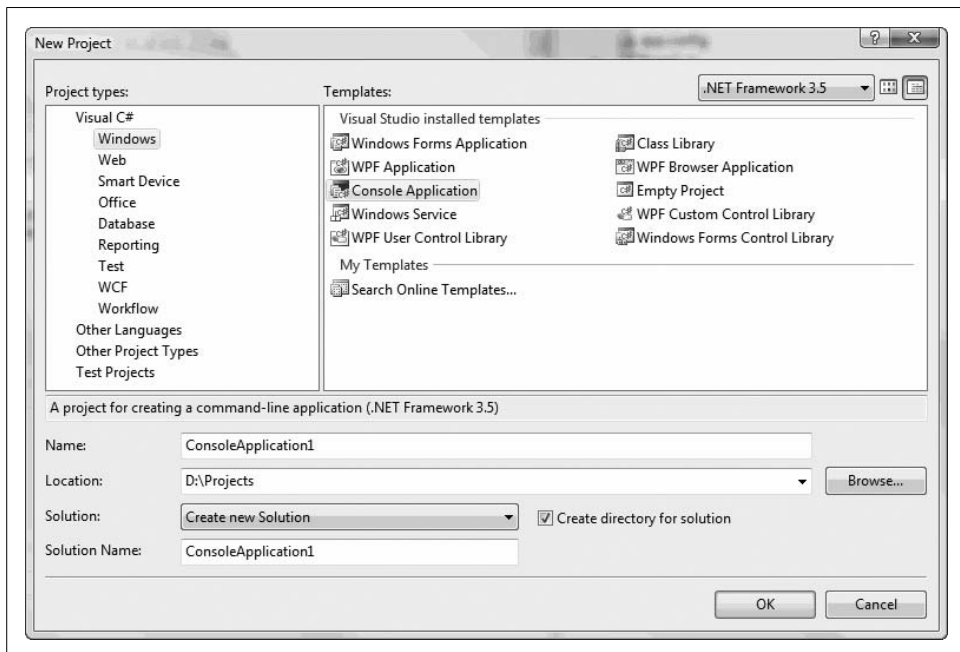 New Project
Project types:
Templates:
.NET Framework 3.5
Visual C#
Windows
Web
Smart Device
Office
Database
Reporting
Test
WCF
Workflow
Other Languages
Other Project Types
Test Projects
Visual Studio installed templates
Windows Forms Application
Class Library
WPF Application
WPF Browser Application
Console Application
Empty Project
Windows Service
WPF Custom Control Library
WPF User Control Library
Windows Forms Control Library
My Templates
Search Online Templates...
A project for creating a command-line application (.NET Framework 3.5)
Name:
ConsoleApplication1
Location:
D:\Projects
Browse...
Solution:
Create new Solution
Create directory for solution
Solution Name:
ConsoleApplication1
OK
Cancel